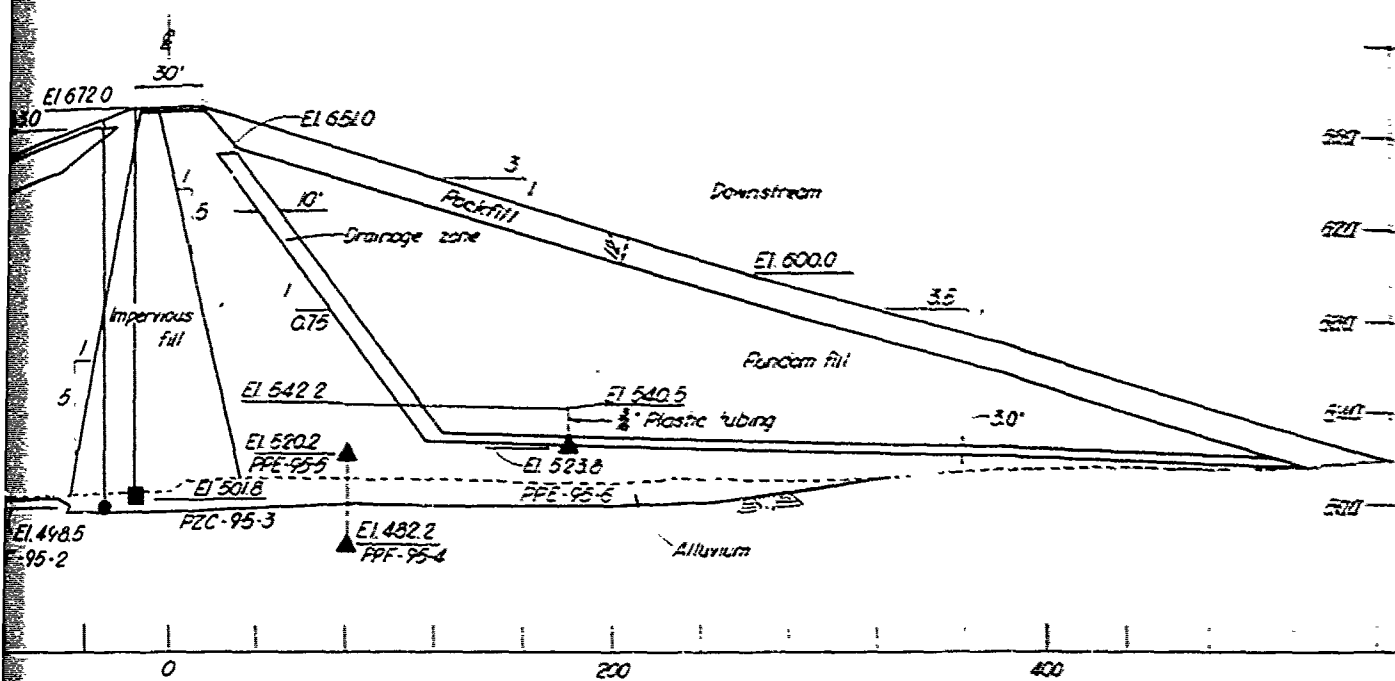 30'
El 672.0
El 651.0
3
1
Downstream
Rockfill
1
.5
10'
Drainage zone
El. 600.0
3.5
1
0.75
Impervious
fill
1
.5
Random fill
El 542.2
El 540.5
Plastic tubing
3.0'
El 520.2
PPE-95-5
El 523.8
El 501.8
PPE-95-6
PZC-95-3
El. 498.5
-95-2
El. 482.2
PPE-95-4
Alluvium
0
200
400